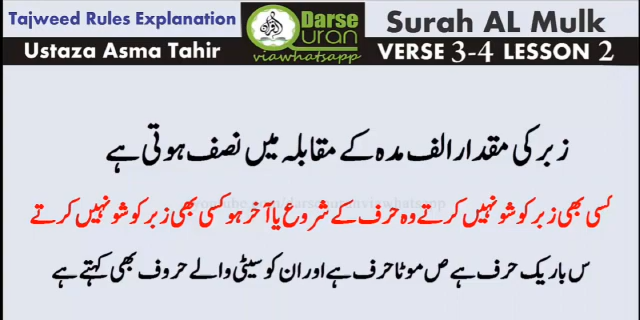 Tajweed Rules Explanation
Ustaza Asma Tahir
Darse
Quran
viawhatsapp
Surah AL Mulk
VERSE 3-4 LESSON 2
زبر کی مقدار الف مدہ کے مقابلہ میں نصف ہوتی ہے
کسی بھی زبر کو شو نہیں کرتے وہ حرف کے شروع یا آخر ہو کسی بھی زبر کو شو نہیں کرتے
س باریک حرف ہے ص موٹا حرف ہے اور ان کو سیٹی والے حروف بھی کہتے ہے